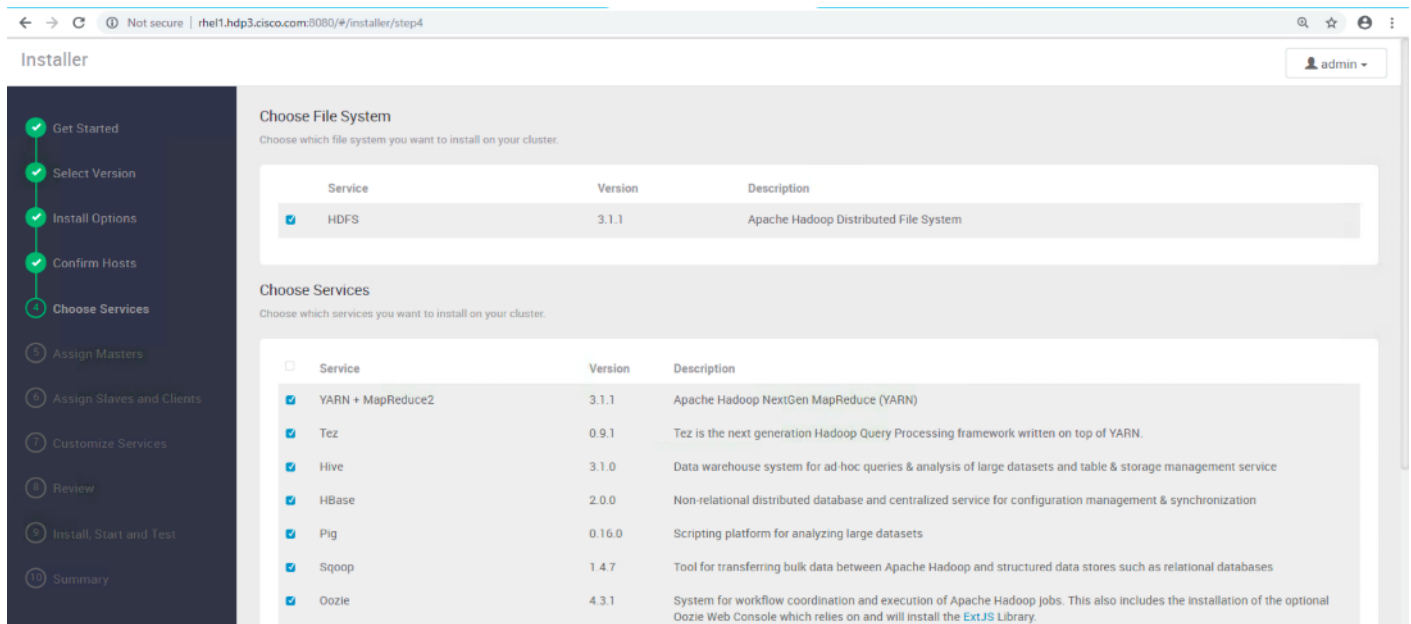 Not secure | rhel1.hdp3.cisco.com:8080/#/installer/step4
Installer
admin
Get Started
Select Version
Install Options
Confirm Hosts
4 Choose Services
5 Assign Masters
6 Assign Slaves and Clients
7 Customize Services
8 Review
9 Install, Start and Test
10 Summary
Choose File System
Choose which file system you want to install on your cluster.
Service Version Description
HDFS 3.1.1 Apache Hadoop Distributed File System
Choose Services
Choose which services you want to install on your cluster.
Service Version Description
YARN + MapReduce2 3.1.1 Apache Hadoop NextGen MapReduce (YARN)
Tez 0.9.1 Tez is the next generation Hadoop Query Processing framework written on top of YARN.
Hive 3.1.0 Data warehouse system for ad-hoc queries & analysis of large datasets and table & storage management service
HBase 2.0.0 Non-relational distributed database and centralized service for configuration management & synchronization
Pig 0.16.0 Scripting platform for analyzing large datasets
Sqoop 1.4.7 Tool for transferring bulk data between Apache Hadoop and structured data stores such as relational databases
Oozie 4.3.1 System for workflow coordination and execution of Apache Hadoop jobs. This also includes the installation of the optional
Oozie Web Console which relies on and will install the ExtJS Library.